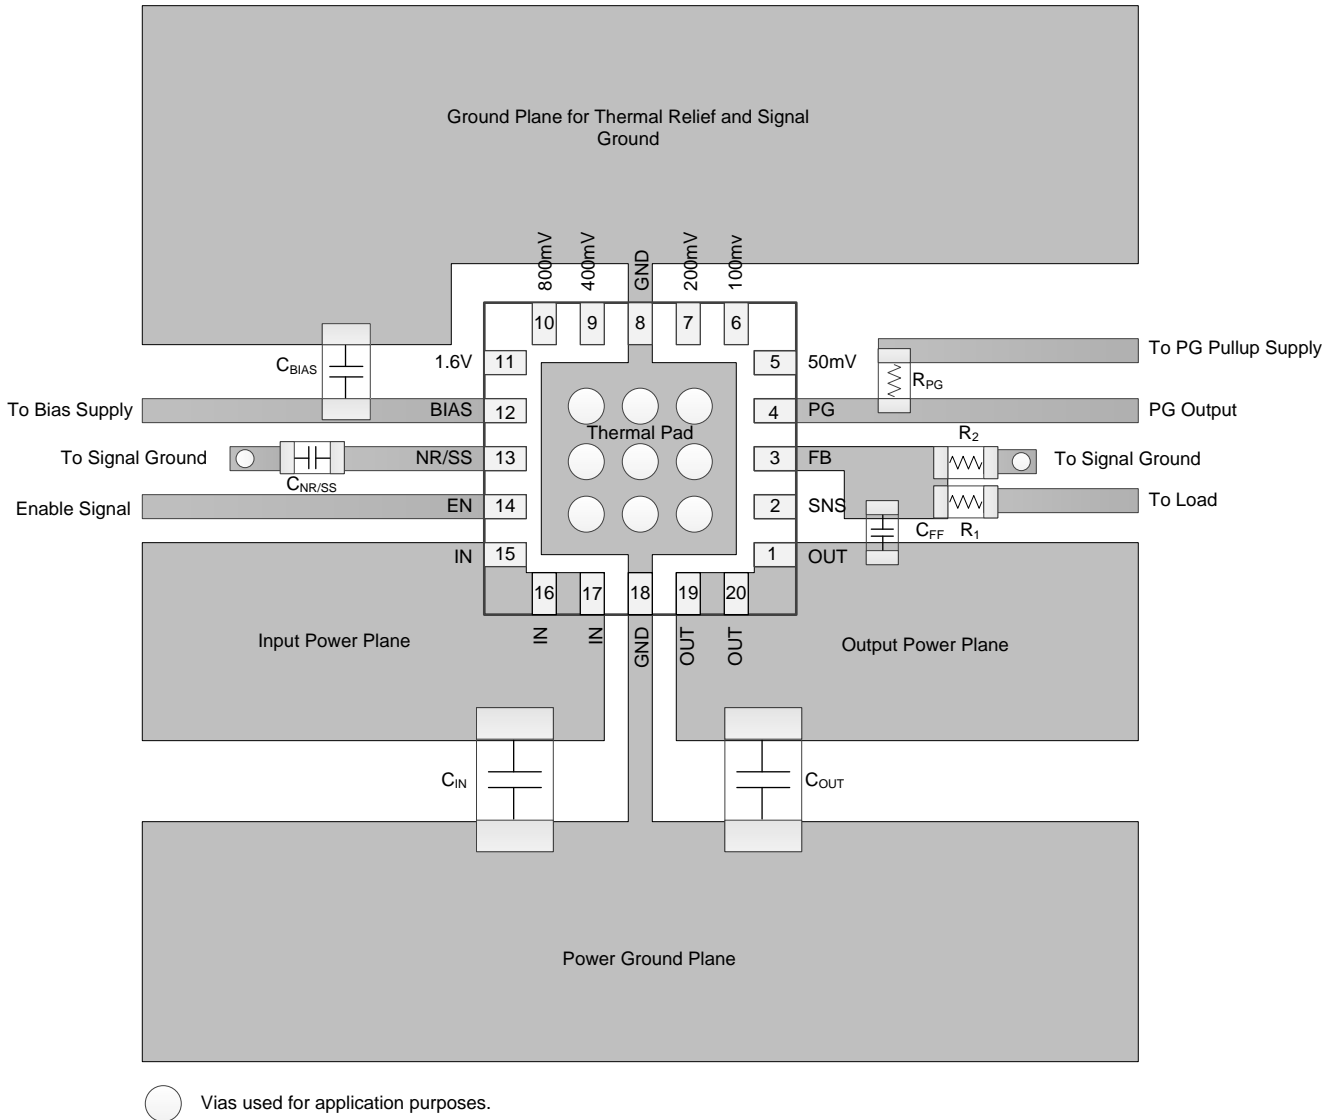 Ground Plane for Thermal Relief and Signal
Ground
800mV
400mV
GND
200mV
100mv
10
9
8
7
6
1.6V
11
5
50mV
To PG Pullup Supply
CBIAS
RPG
To Bias Supply
BIAS
12
4
PG
PG Output
Thermal Pad
R2
To Signal Ground
NR/SS
13
3
FB
To Signal Ground
CNR/SS
Enable Signal
EN
14
2
SNS
To Load
CFF
R1
IN
15
1
OUT
16
17
18
19
20
IN
IN
GND
OUT
OUT
Input Power Plane
Output Power Plane
CIN
COUT
Power Ground Plane
Vias used for application purposes.